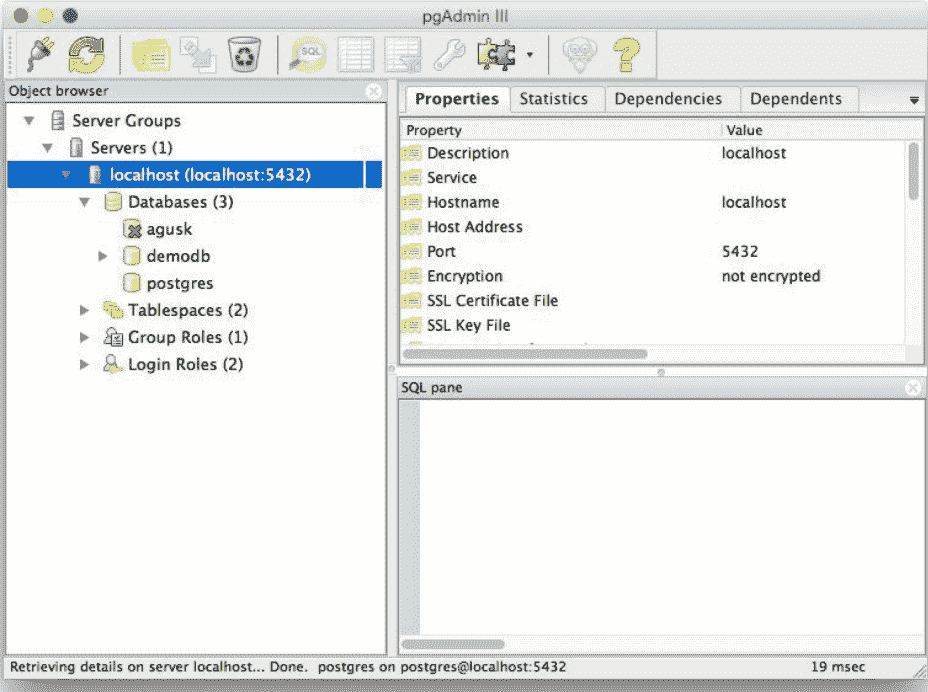 pgAdmin III
SQL
Object browser
Server Groups
Servers (1)
localhost (localhost:5432)
Databases (3)
agusk
demodb
postgres
Tablespaces (2)
Group Roles (1)
Login Roles (2)
Properties Statistics Dependencies Dependents
Property Value
Description localhost
Service
Hostname localhost
Host Address
Port 5432
Encryption not encrypted
SSL Certificate File
SSL Key File
SQL pane
Retrieving details on server localhost... Done. postgres on postgres@localhost:5432 19 msec